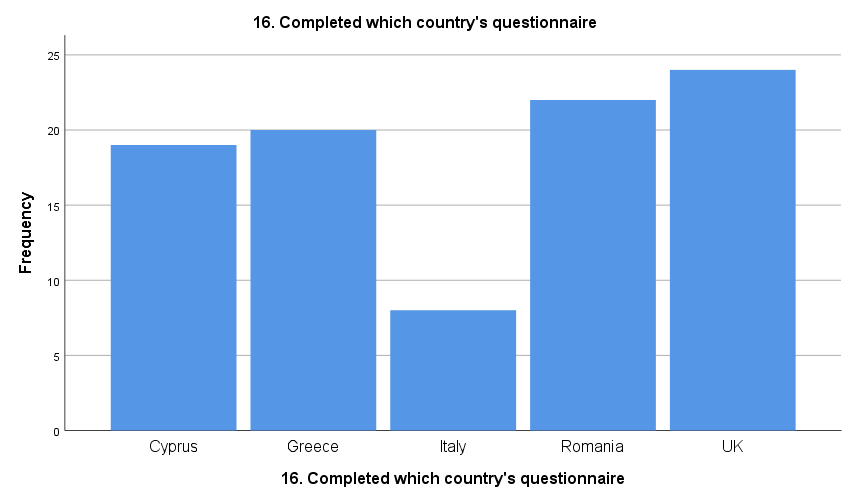 16. Completed which country's questionnaire
Frequency
25
20
15
10
5
0
Cyprus Greece Italy Romania UK
16. Completed which country's questionnaire